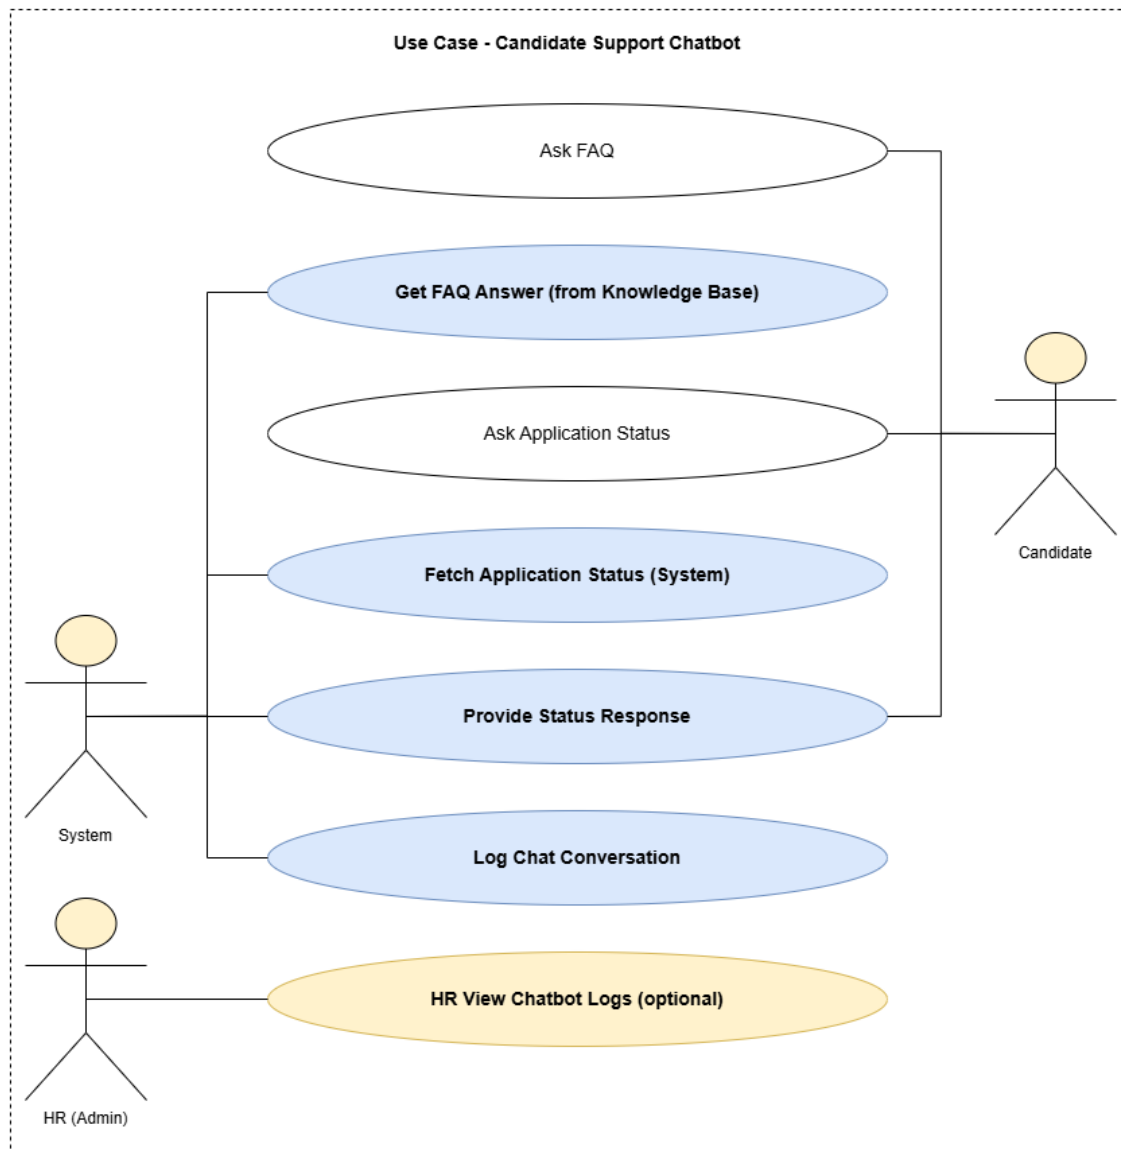 Use Case - Candidate Support Chatbot
Ask FAQ
Get FAQ Answer (from Knowledge Base)
Ask Application Status
Candidate
Fetch Application Status (System)
Provide Status Response
System
Log Chat Conversation
HR View Chatbot Logs (optional)
HR (Admin)